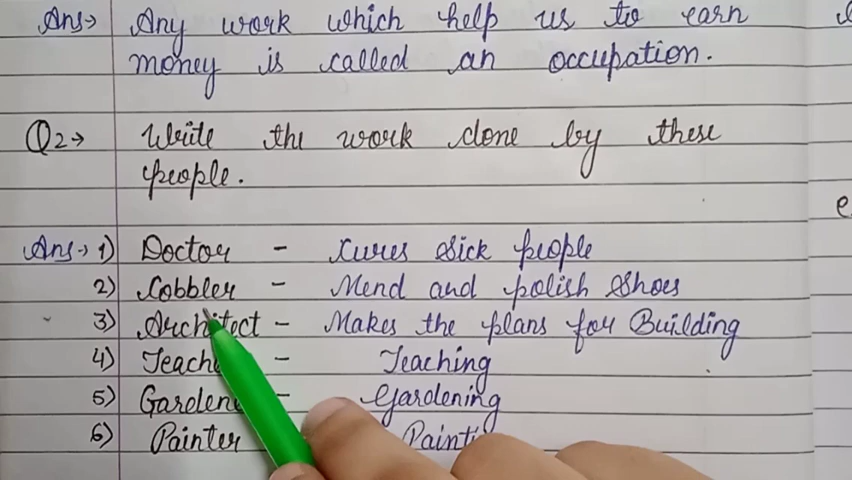 Ans→ Any work which help us to earn
money is called an occupation.
Q2→ Write the work done by these
people.
Ans→ 1) Doctor - Cures Sick people
2) Cobbler - Mend and polish Shoes
3) Architect - Makes the plans for Building
4) Teach - Teaching
5) Gardene - Gardening
6) Painter Painti